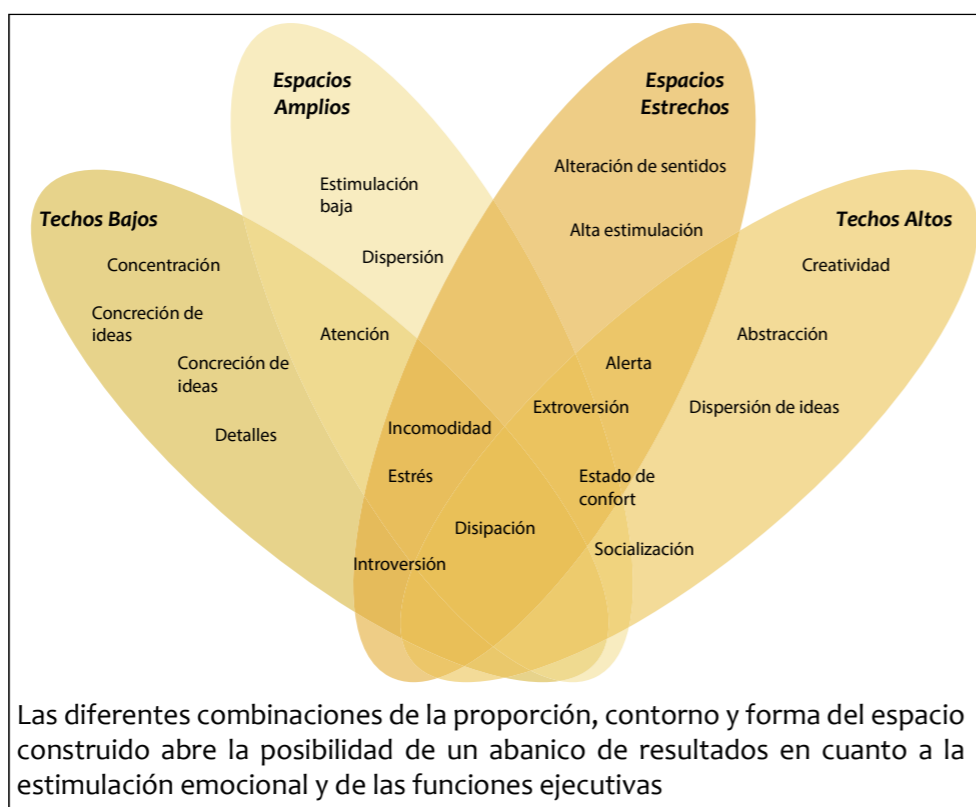 Espacios
Amplios
Espacios
Estrechos
Alteración de sentidos
Estimulación
baja
Techos Bajos
Alta estimulación
Techos Altos
Concentración
Dispersión
Creatividad
Concreción de
ideas
Atención
Abstracción
Concreción de
ideas
Alerta
Detalles
Incomodidad
Extroversión
Dispersión de ideas
Estrés
Estado de
confort
Disipación
Introversión
Socialización
Las diferentes combinaciones de la proporción, contorno y forma del espacio
construido abre la posibilidad de un abanico de resultados en cuanto a la
estimulación emocional y de las funciones ejecutivas